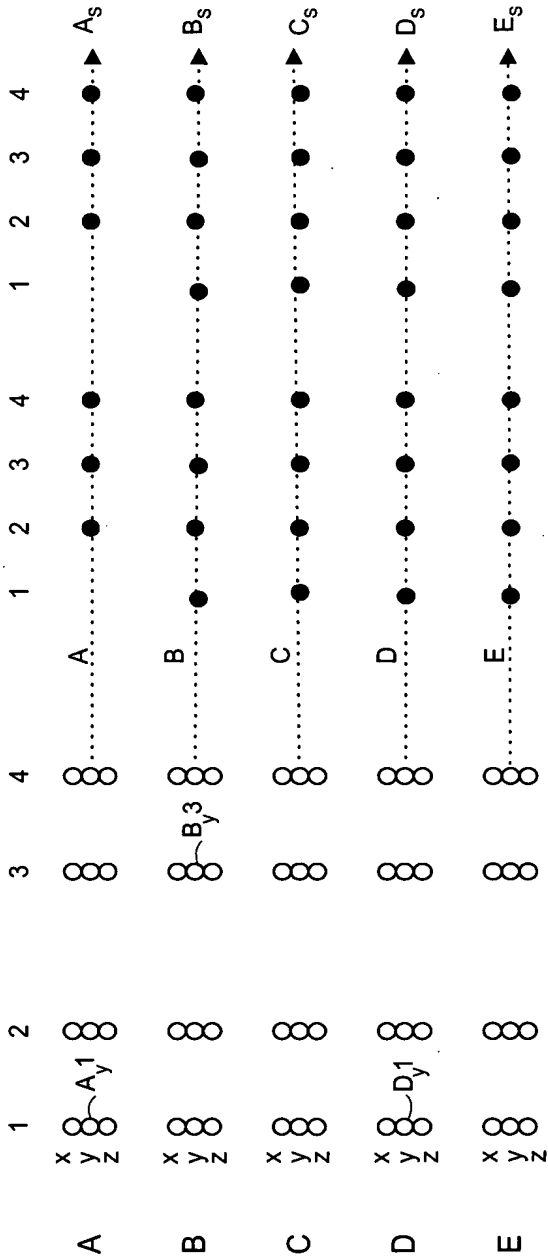 1 2 3 4 1 2 3 4 1 2 3 4
A x y z A_y1 A A_s
B x y z B_y3 B B_s
C x y z C C_s
D x y z D_y1 D D_s
E x y z E E_s